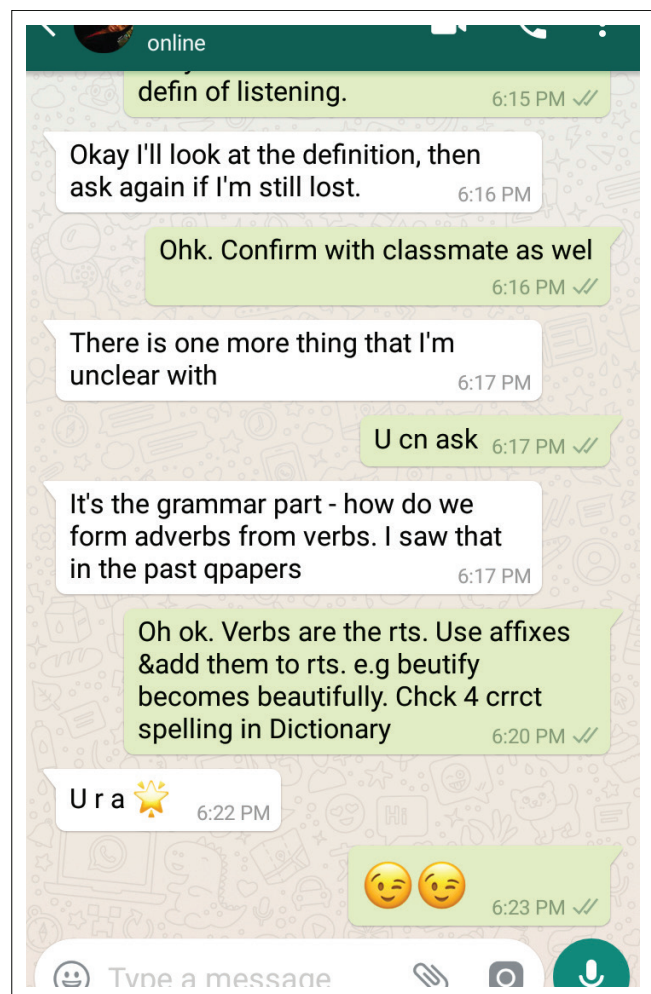 online
defin of listening.
6:15 PM
Okay I'll look at the definition, then
ask again if I'm still lost.
6:16 PM
Ohk. Confirm with classmate as wel
6:16 PM
There is one more thing that I'm
unclear with
6:17 PM
U cn ask 6:17 PM
It's the grammar part - how do we
form adverbs from verbs. I saw that
in the past qpapers
6:17 PM
Oh ok. Verbs are the rts. Use affixes
&add them to rts. e.g beutify
becomes beautifully. Chck 4 crrct
spelling in Dictionary
6:20 PM
U r a 🌟
6:22 PM
😉😉
6:23 PM
Type a message